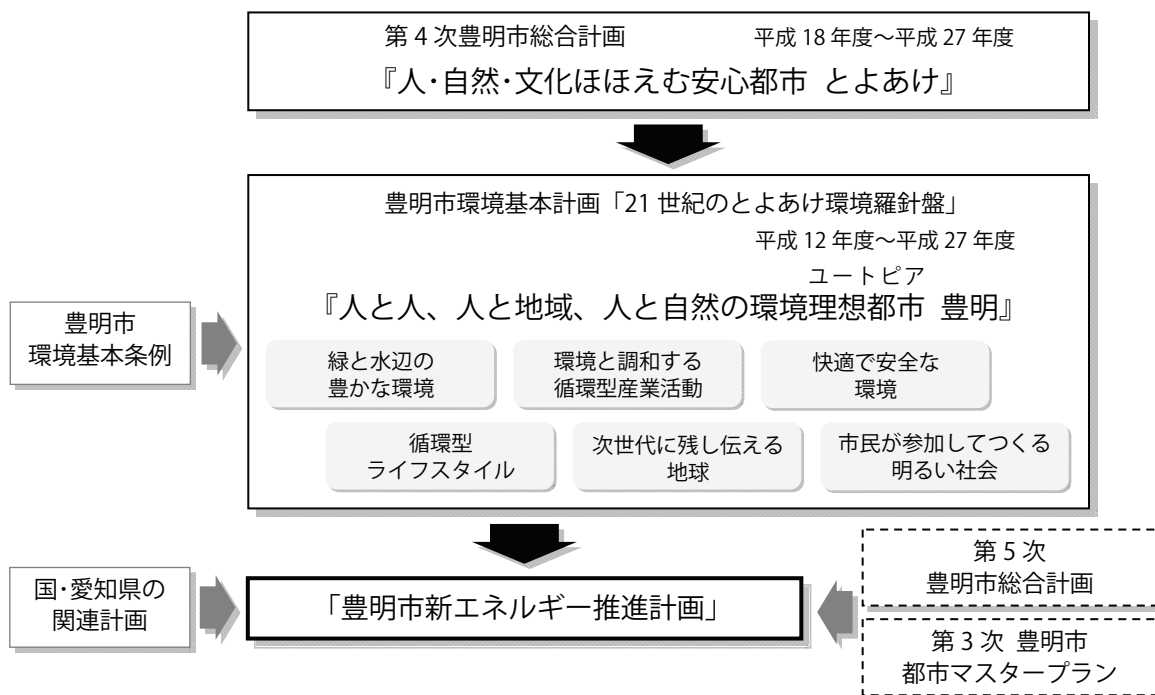 第4次豊明市総合計画 平成18年度～平成27年度
『人・自然・文化ほほえむ安心都市 とよあけ』
豊明市環境基本計画「21世紀のとよあけ環境羅針盤」
平成12年度～平成27年度
ユートピア
『人と人、人と地域、人と自然の環境理想都市 豊明』
豊明市
環境基本条例
緑と水辺の
豊かな環境
環境と調和する
循環型産業活動
快適で安全な
環境
循環型
ライフスタイル
次世代に残し伝える
地球
市民が参加してつくる
明るい社会
国・愛知県の
関連計画
「豊明市新エネルギー推進計画」
第5次
豊明市総合計画
第3次 豊明市
都市マスタープラン